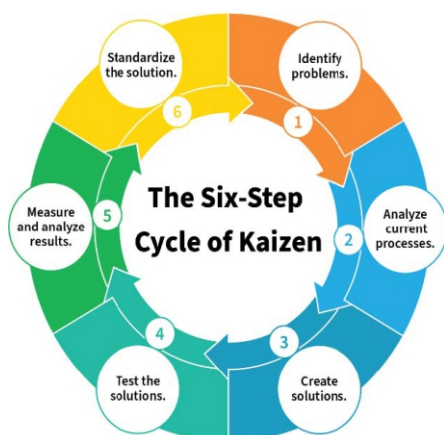 The Six-Step
Cycle of Kaizen
1
Identify
problems.
2
Analyze
current
processes.
3
Create
solutions.
4
Test the
solutions.
5
Measure
and analyze
results.
6
Standardize
the solution.